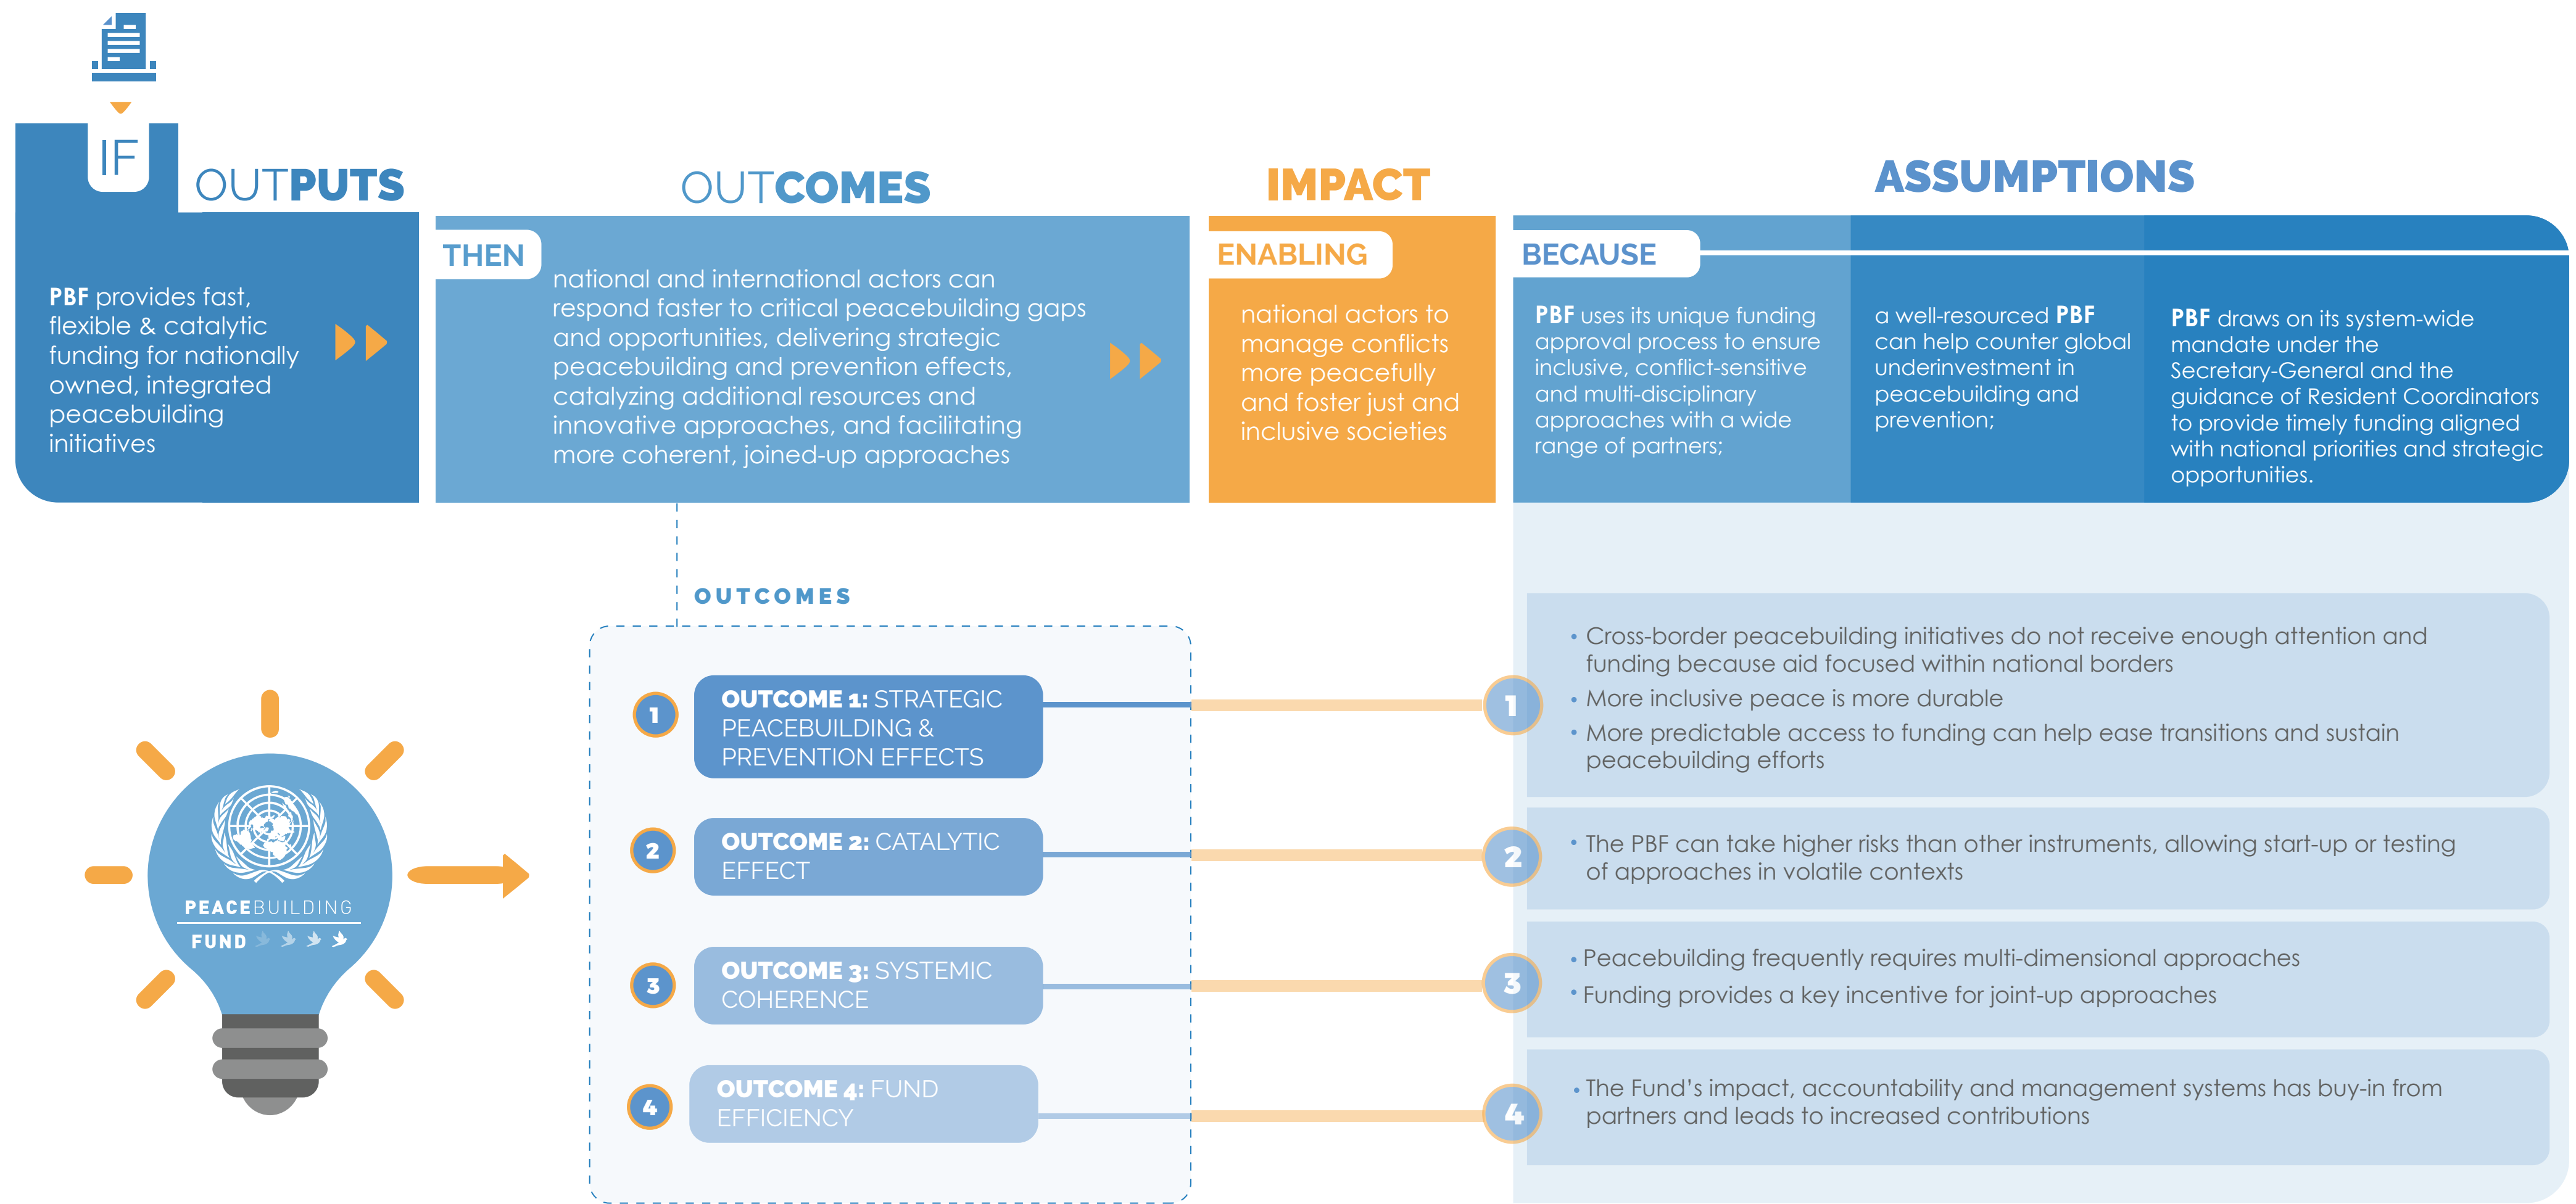 IF
OUTPUTS
PBF provides fast,
flexible & catalytic
funding for nationally
owned, integrated
peacebuilding
initiatives
OUTCOMES
THEN
national and international actors can
respond faster to critical peacebuilding gaps
and opportunities, delivering strategic
peacebuilding and prevention effects,
catalyzing additional resources and
innovative approaches, and facilitating
more coherent, joined-up approaches
IMPACT
ENABLING
national actors to
manage conflicts
more peacefully
and foster just and
inclusive societies
ASSUMPTIONS
BECAUSE
PBF uses its unique funding
approval process to ensure
inclusive, conflict-sensitive
and multi-disciplinary
approaches with a wide
range of partners;
a well-resourced PBF
can help counter global
underinvestment in
peacebuilding and
prevention;
PBF draws on its system-wide
mandate under the
Secretary-General and the
guidance of Resident Coordinators
to provide timely funding aligned
with national priorities and strategic
opportunities.
PEACEBUILDING
FUND
OUTCOMES
1
OUTCOME 1: STRATEGIC
PEACEBUILDING &
PREVENTION EFFECTS
1
• Cross-border peacebuilding initiatives do not receive enough attention and
funding because aid focused within national borders
• More inclusive peace is more durable
• More predictable access to funding can help ease transitions and sustain
peacebuilding efforts
2
OUTCOME 2: CATALYTIC
EFFECT
2
• The PBF can take higher risks than other instruments, allowing start-up or testing
of approaches in volatile contexts
3
OUTCOME 3: SYSTEMIC
COHERENCE
3
• Peacebuilding frequently requires multi-dimensional approaches
• Funding provides a key incentive for joint-up approaches
4
OUTCOME 4: FUND
EFFICIENCY
4
• The Fund's impact, accountability and management systems has buy-in from
partners and leads to increased contributions